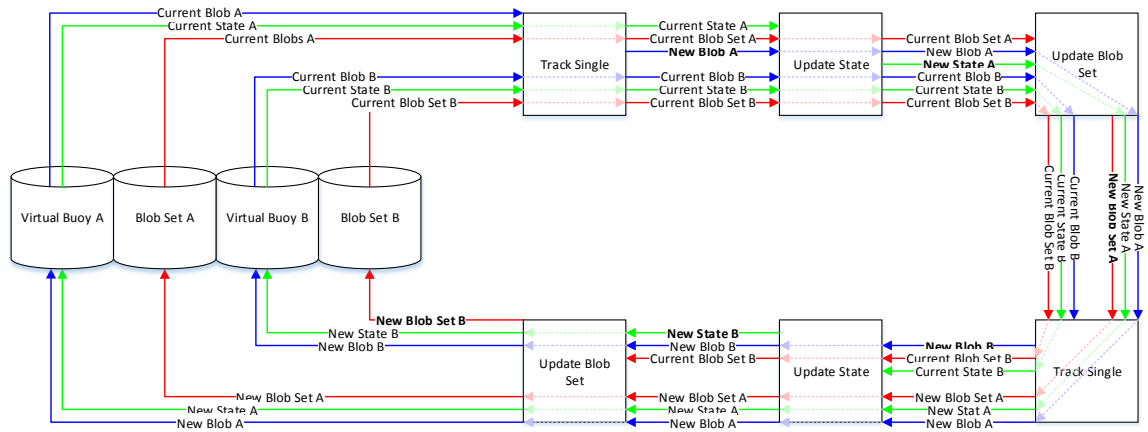 Current Blob A
Current State A
Current Blobs A
Current Blob B
Current State B
Current Blob Set B
Track Single
Current State A
Current Blob Set A
New Blob A
Current Blob B
Current State B
Current Blob Set B
Update State
Current Blob Set A
New Blob A
New State A
Current Blob B
Current State B
Current Blob Set B
Update Blob
Set
Virtual Buoy A
Blob Set A
Virtual Buoy B
Blob Set B
Current Blob Set B
Current State B
Current Blob B
New Blob Set A
New State A
New Blob A
New Blob Set B
New State B
New Blob B
New Blob Set A
New State A
New Blob A
Update Blob
Set
New State B
New Blob B
Current Blob Set B
New Blob Set A
New State A
New Blob A
Update State
New Blob B
Current Blob Set B
Current State B
New Blob Set A
New Stat A
New Blob A
Track Single